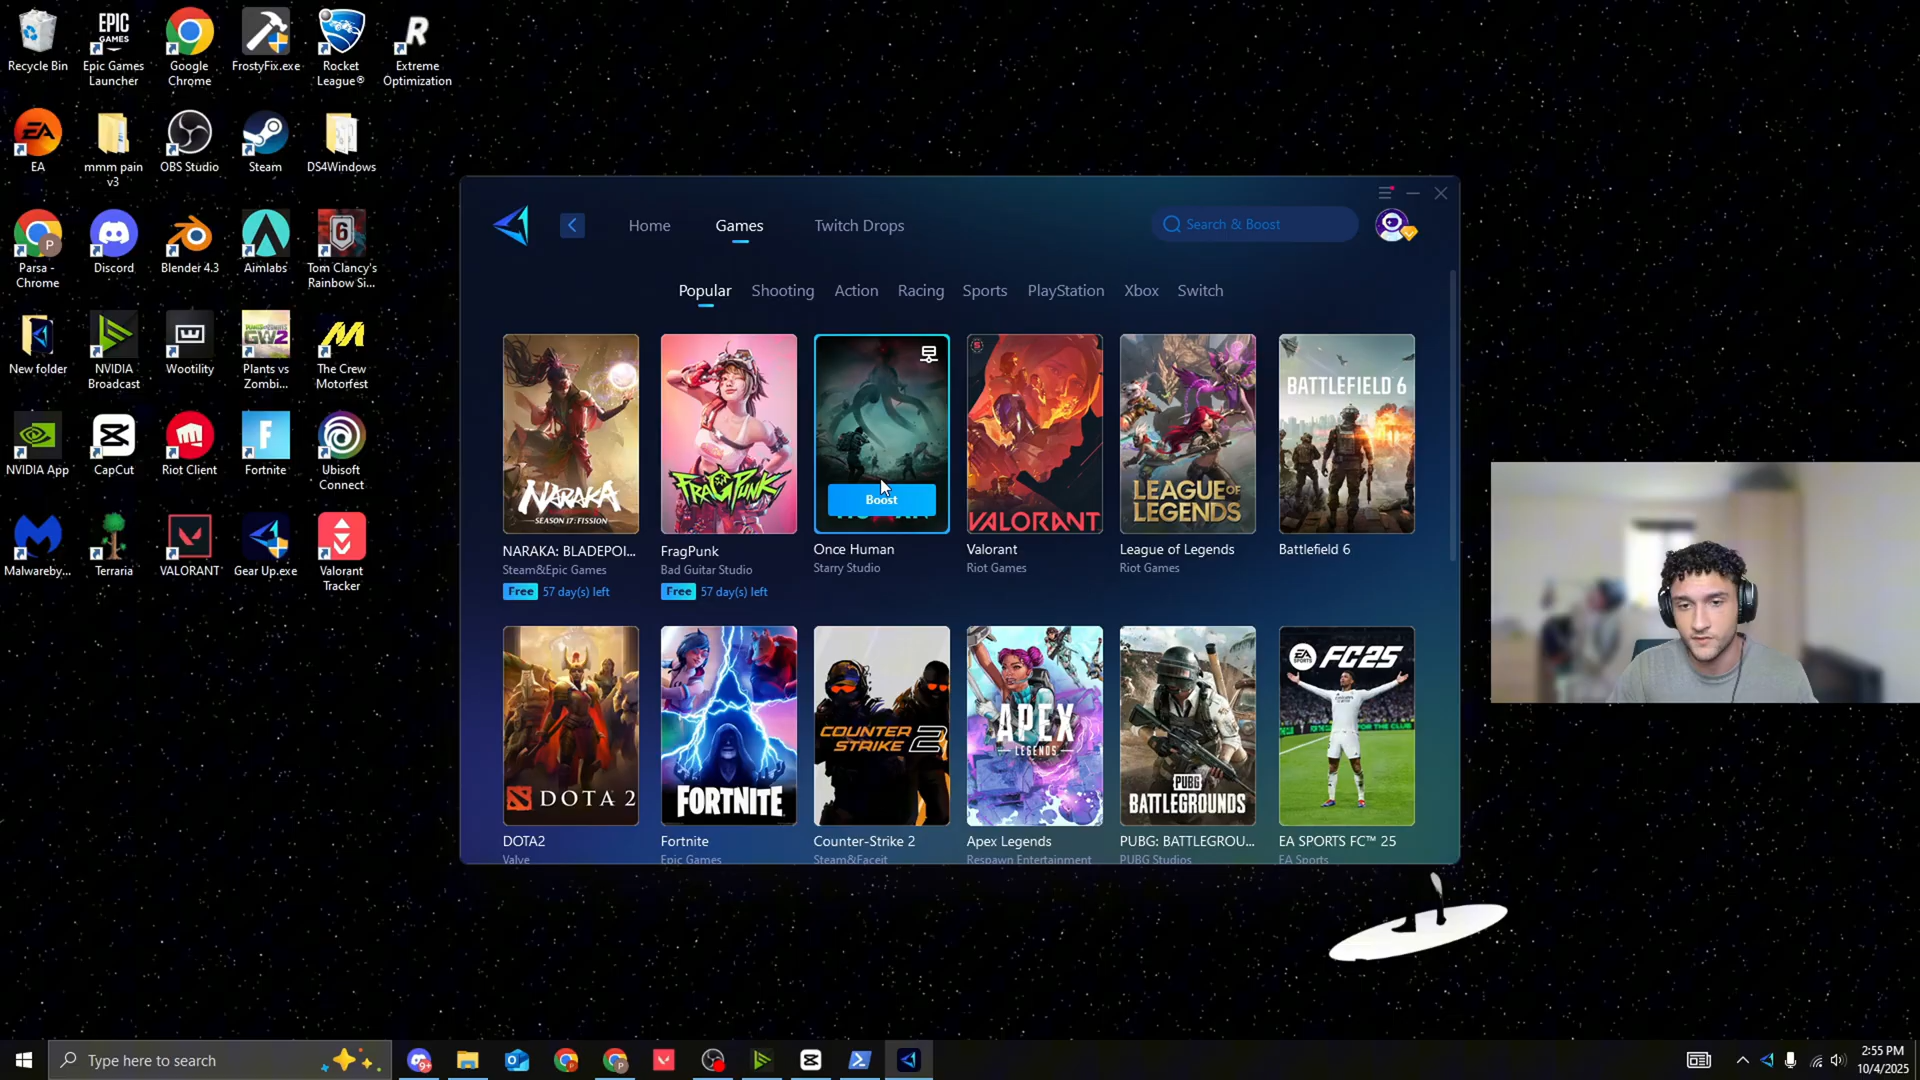 Recycle Bin
EPIC GAMES
Epic Games Launcher
Google Chrome
FrostyFix.exe
Rocket League®
R
Extreme Optimization
EA
EA
mmm pain v3
OBS Studio
Steam
DS4Windows
P
Parsa - Chrome
Discord
Blender 4.3
Aimlabs
6
Tom Clancy's Rainbow Si...
New folder
NVIDIA Broadcast
Wootility
GW2
Plants vs Zombi...
The Crew Motorfest
NVIDIA App
CapCut
Riot Client
F
Fortnite
Ubisoft Connect
Malwareby...
Terraria
VALORANT
Gear Up.exe
Valorant Tracker
Home
Games
Twitch Drops
Search & Boost
Popular
Shooting
Action
Racing
Sports
PlayStation
Xbox
Switch
NARAKA
SEASON 17: FISSION
FRAGPUNK
Boost
VALORANT
LEAGUE OF LEGENDS
BATTLEFIELD 6
NARAKA: BLADEPOI...
Steam&Epic Games
Free 57 day(s) left
FragPunk
Bad Guitar Studio
Free 57 day(s) left
Once Human
Starry Studio
Valorant
Riot Games
League of Legends
Riot Games
Battlefield 6
DOTA 2
FORTNITE
COUNTER STRIKE 2
APEX
LEGENDS
PUBG
BATTLEGROUNDS
EA SPORTS FC25
DOTA2
Valve
Fortnite
Epic Games
Counter-Strike 2
Steam&Faceit
Apex Legends
Respawn Entertainment
PUBG: BATTLEGROU...
PUBG Studios
EA SPORTS FC™ 25
EA Sports
Type here to search
9+
P
2:55 PM
10/4/2025